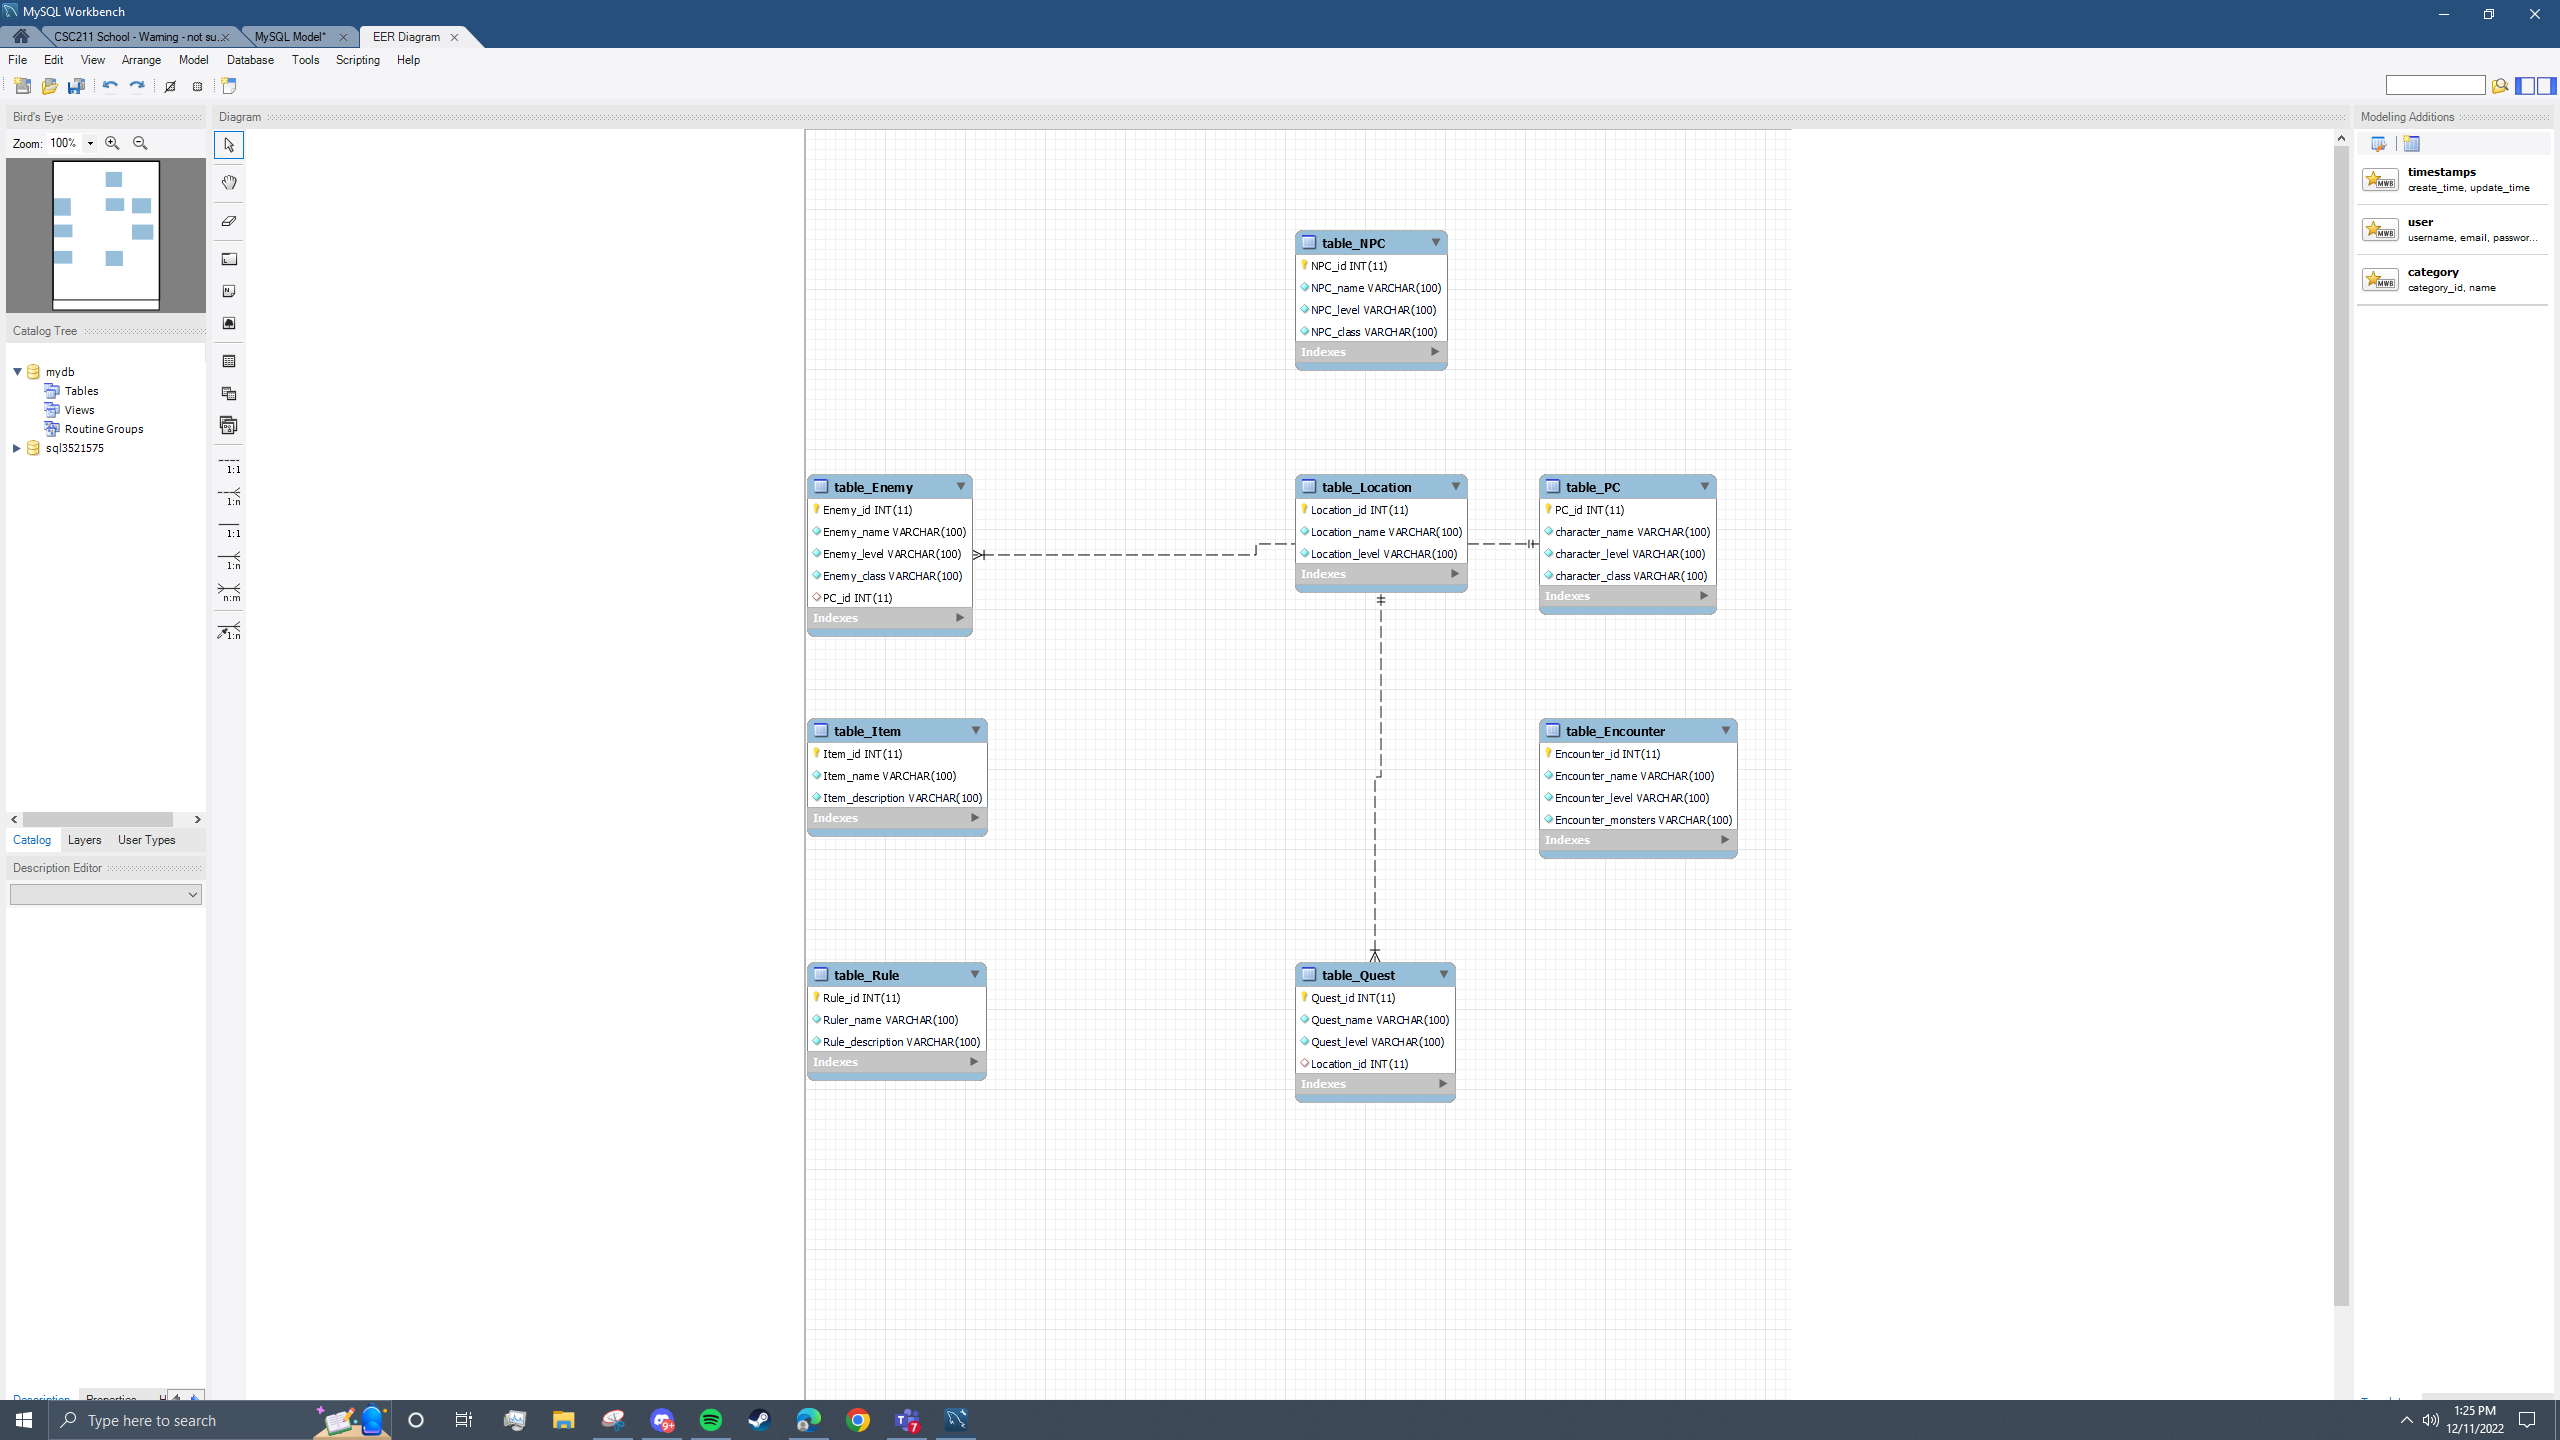 MySQL Workbench
CSC211 School - Warning - not su...
MySQL Model*
EER Diagram
File Edit View Arrange Model Database Tools Scripting Help
Bird's Eye
Zoom: 100%
Catalog Tree
mydb
Tables
Views
Routine Groups
sql3521575
Catalog Layers User Types
Description Editor
Description Properties H
Diagram
1:1
1:n
1:1
1:n
n:m
1:n
table_NPC
NPC_id INT(11)
NPC_name VARCHAR(100)
NPC_level VARCHAR(100)
NPC_class VARCHAR(100)
Indexes
table_Enemy
Enemy_id INT(11)
Enemy_name VARCHAR(100)
Enemy_level VARCHAR(100)
Enemy_class VARCHAR(100)
PC_id INT(11)
Indexes
table_Location
Location_id INT(11)
Location_name VARCHAR(100)
Location_level VARCHAR(100)
Indexes
table_PC
PC_id INT(11)
character_name VARCHAR(100)
character_level VARCHAR(100)
character_class VARCHAR(100)
Indexes
table_Item
Item_id INT(11)
Item_name VARCHAR(100)
Item_description VARCHAR(100)
Indexes
table_Encounter
Encounter_id INT(11)
Encounter_name VARCHAR(100)
Encounter_level VARCHAR(100)
Encounter_monsters VARCHAR(100)
Indexes
table_Rule
Rule_id INT(11)
Ruler_name VARCHAR(100)
Rule_description VARCHAR(100)
Indexes
table_Quest
Quest_id INT(11)
Quest_name VARCHAR(100)
Quest_level VARCHAR(100)
Location_id INT(11)
Indexes
Modeling Additions
timestamps
create_time, update_time
user
username, email, passwor...
category
category_id, name
Type here to search
9+
7
1:25 PM
12/11/2022